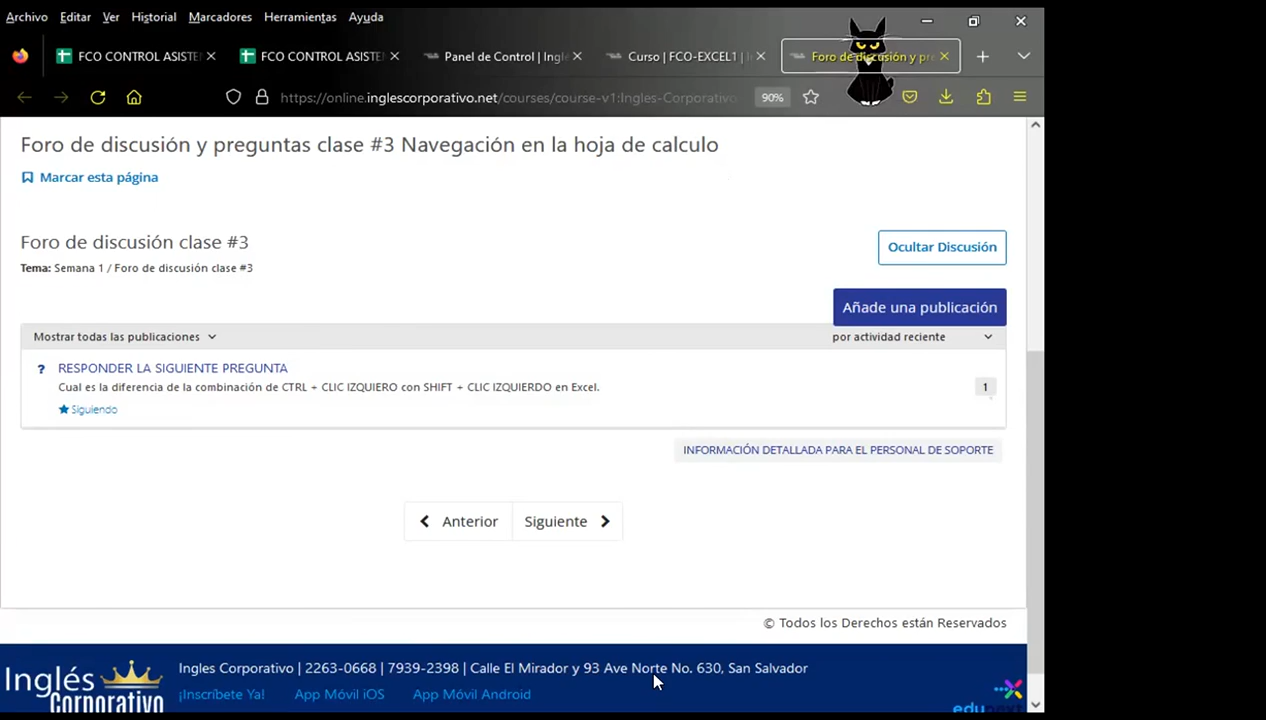 Archivo Editar Ver Historial Marcadores Herramientas Ayuda
FCO CONTROL ASISTE FCO CONTROL ASISTE Panel de Control | Ingl Curso | FCO-EXCEL1 | I Foro de discusión y pre
https://online.inglescorporativo.net/courses/course-v1:Ingles-Corporativo 90%
Foro de discusión y preguntas clase #3 Navegación en la hoja de calculo
Marcar esta página
Foro de discusión clase #3
Ocultar Discusión
Tema: Semana 1 / Foro de discusión clase #3
Añade una publicación
Mostrar todas las publicaciones por actividad reciente
? RESPONDER LA SIGUIENTE PREGUNTA
Cual es la diferencia de la combinación de CTRL + CLIC IZQUIERO con SHIFT + CLIC IZQUIERDO en Excel. 1
Siguiendo
INFORMACIÓN DETALLADA PARA EL PERSONAL DE SOPORTE
Anterior Siguiente
© Todos los Derechos están Reservados
Ingles Corporativo | 2263-0668 | 7939-2398 | Calle El Mirador y 93 Ave Norte No. 630, San Salvador
Inglés Corporativo
¡Inscríbete Ya! App Móvil iOS App Móvil Android
edunext